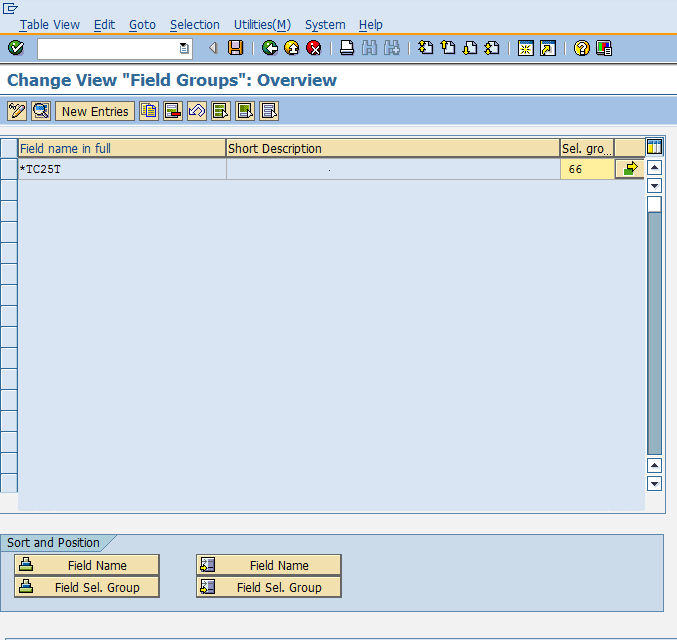 Table View Edit Goto Selection Utilities(M) System Help
Change View "Field Groups": Overview
New Entries
Field name in full Short Description Sel. gro...
*TC25T . 66
Sort and Position
Field Name Field Name
Field Sel. Group Field Sel. Group